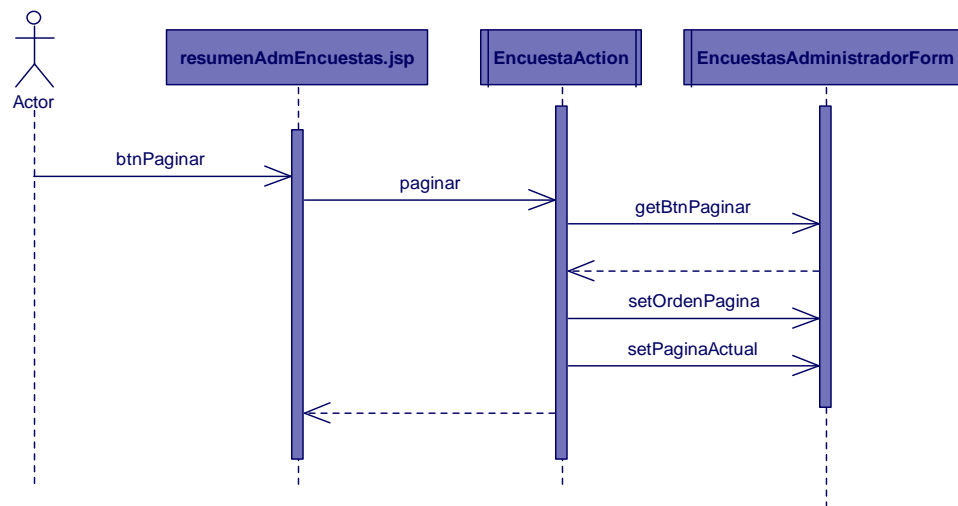 resumenAdmEncuestas.jsp
EncuestaAction
EncuestasAdministradorForm
Actor
btnPaginar
paginar
getBtnPaginar
setOrdenPagina
setPaginaActual